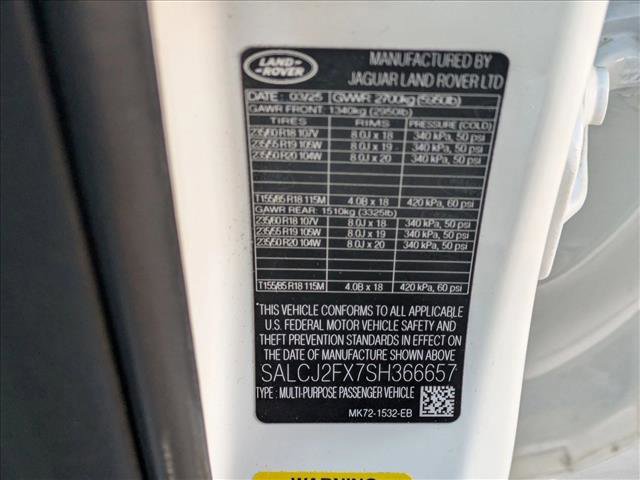 LAND
ROVER
MANUFACTURED BY
JAGUAR LAND ROVER LTD
DATE : 03/25 GVWR 2700kg (5950lb)
GAWR FRONT: 1340kg (2950lb)
TIRES RIMS PRESSURE (COLD)
235/60 R18 107V 8.0J x 18 340 kPa, 50 psi
235/55 R19 105W 8.0J x 19 340 kPa, 50 psi
235/50 R20 104W 8.0J x 20 340 kPa, 50 psi
T155/85 R18 115M 4.0B x 18 420 kPa, 60 psi
GAWR REAR: 1510kg (3325lb)
235/60 R18 107V 8.0J x 18 340 kPa, 50 psi
235/55 R19 105W 8.0J x 19 340 kPa, 50 psi
235/50 R20 104W 8.0J x 20 340 kPa, 50 psi
T155/85 R18 115M 4.0B x 18 420 kPa, 60 psi
*THIS VEHICLE CONFORMS TO ALL APPLICABLE
U.S. FEDERAL MOTOR VEHICLE SAFETY AND
THEFT PREVENTION STANDARDS IN EFFECT ON
THE DATE OF MANUFACTURE SHOWN ABOVE
SALCJ2FX7SH366657
TYPE : MULTI-PURPOSE PASSENGER VEHICLE
MK72-1532-EB
WARNING